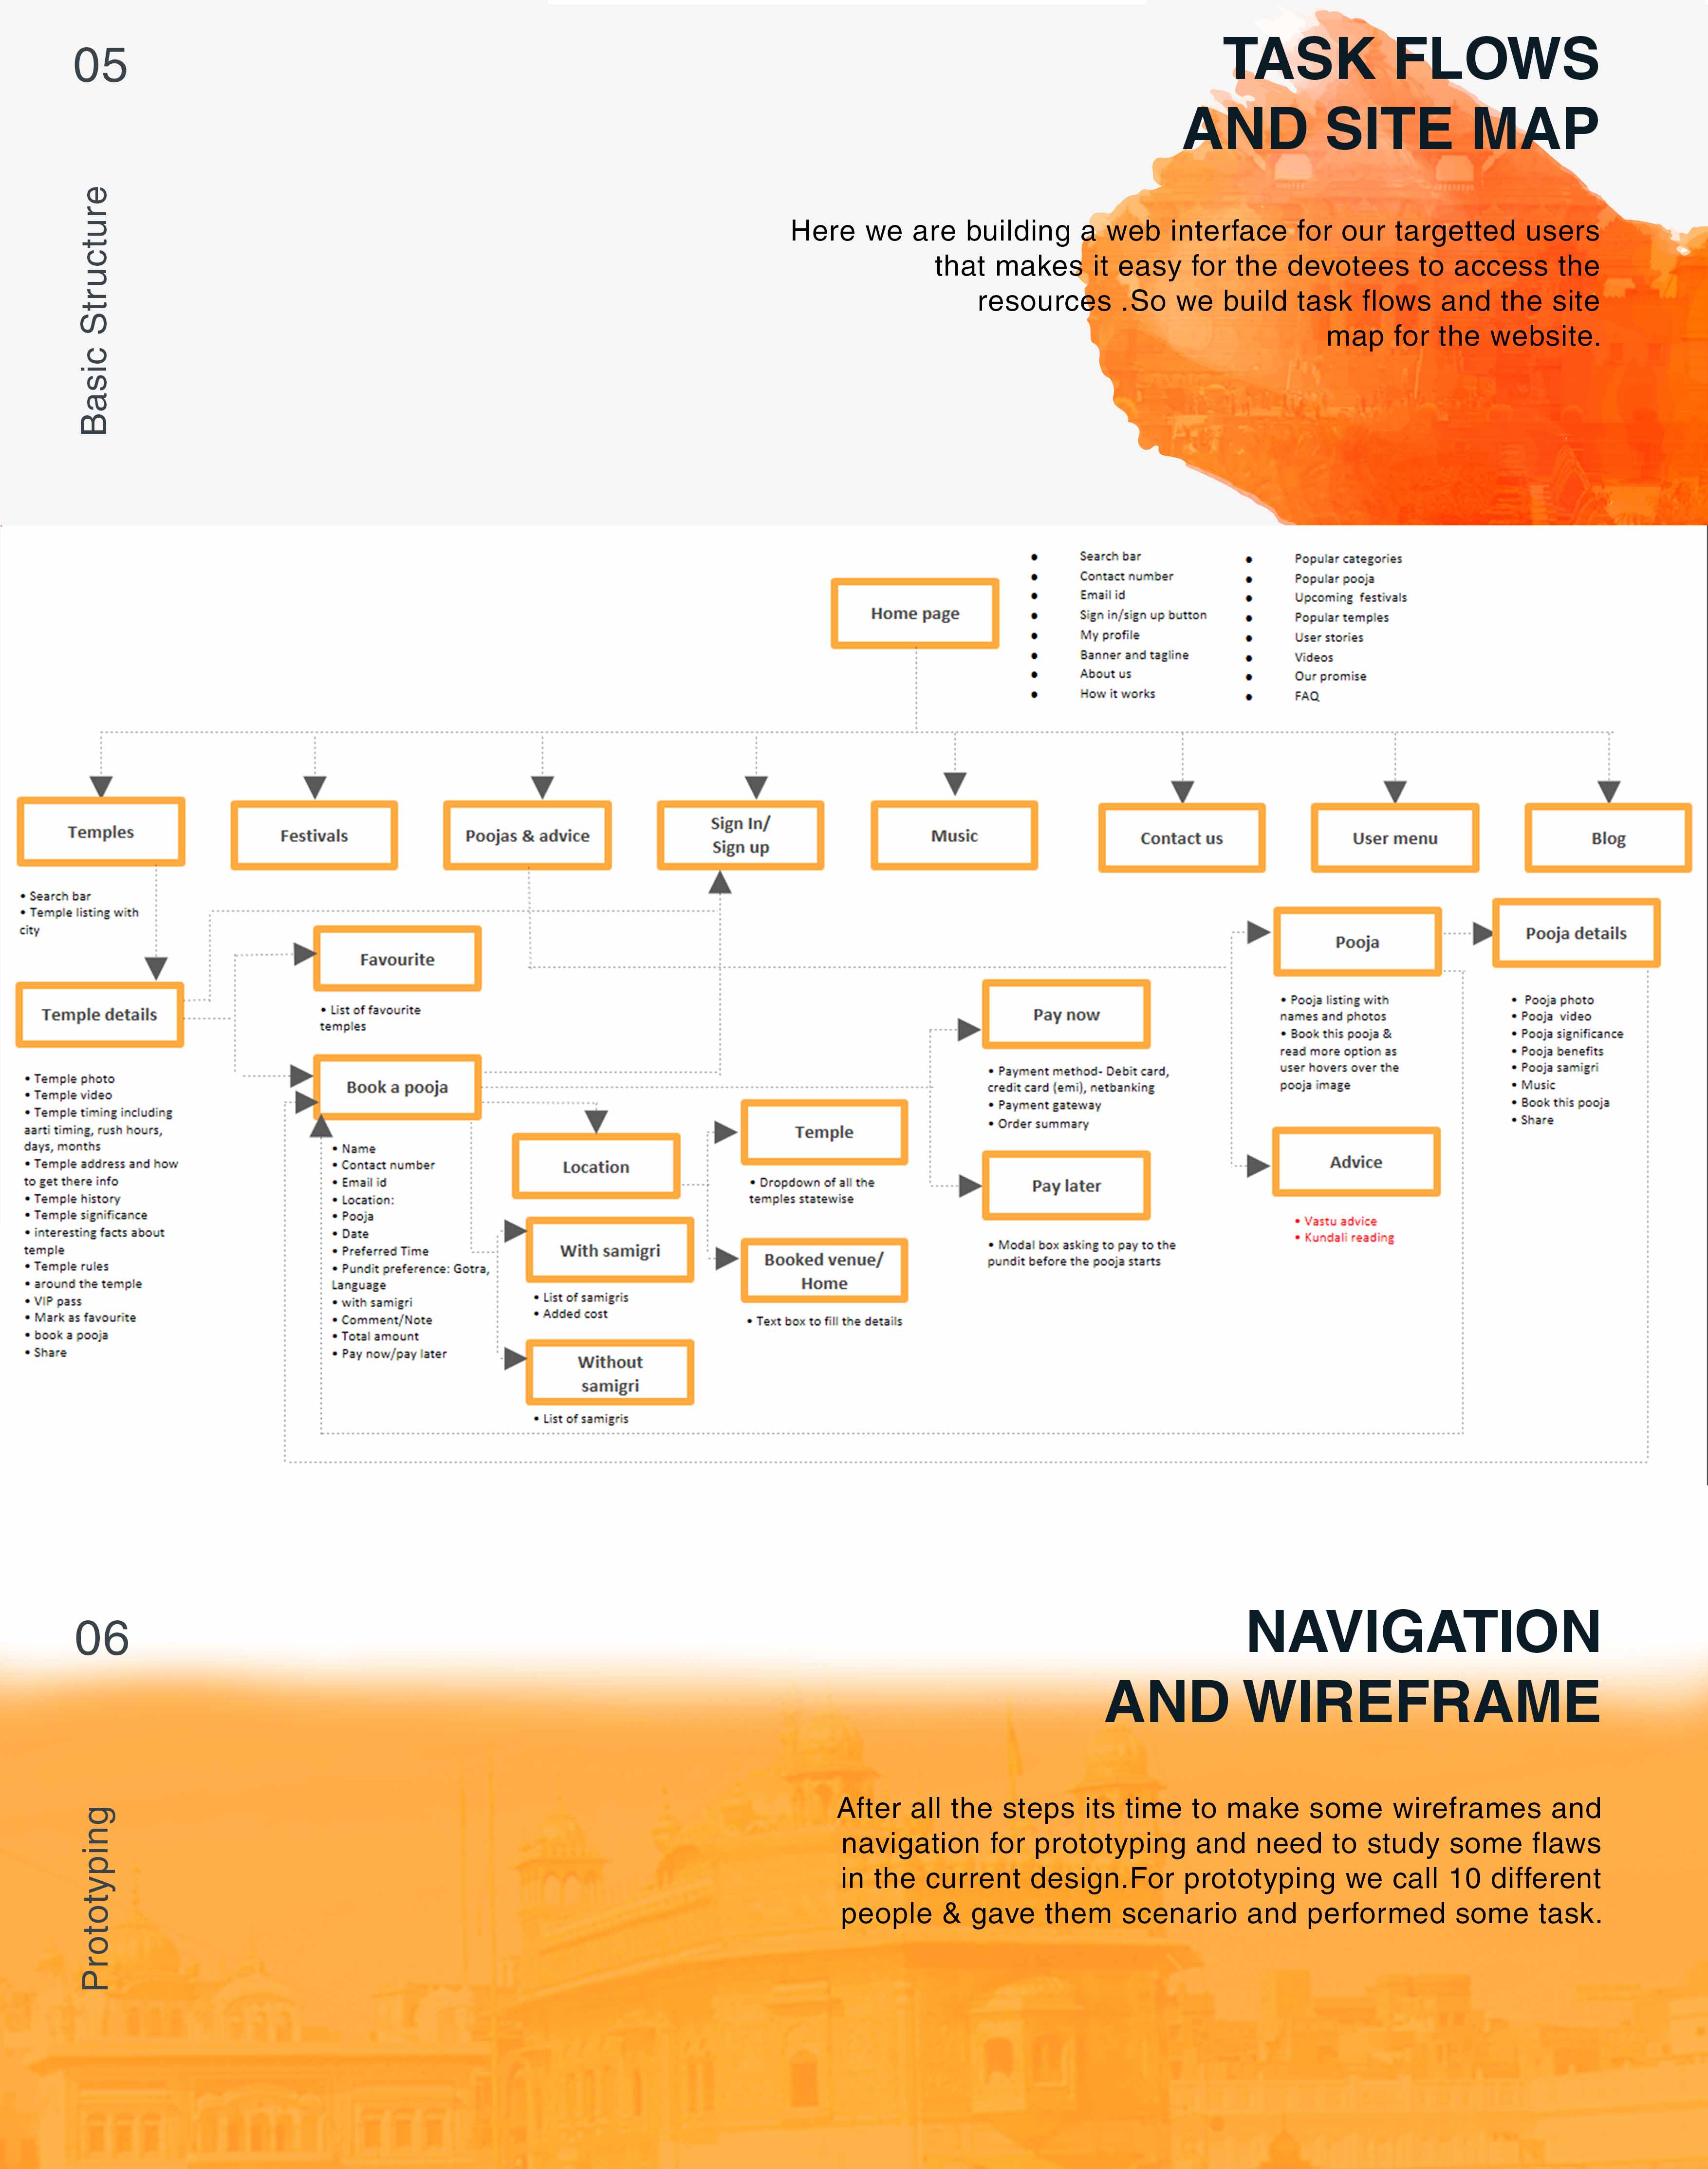 05
TASK FLOWS
AND SITE MAP
Basic Structure
Here we are building a web interface for our targetted users
that makes it easy for the devotees to access the
resources .So we build task flows and the site
map for the website.
Home page
• Search bar
• Contact number
• Email id
• Sign in/sign up button
• My profile
• Banner and tagline
• About us
• How it works
• Popular categories
• Popular pooja
• Upcoming festivals
• Popular temples
• User stories
• Videos
• Our promise
• FAQ
Temples
Festivals
Poojas & advice
Sign In/
Sign up
Music
Contact us
User menu
Blog
• Search bar
• Temple listing with
city
Temple details
• Temple photo
• Temple video
• Temple timing including
aarti timing, rush hours,
days, months
• Temple address and how
to get there info
• Temple history
• Temple significance
• interesting facts about
temple
• Temple rules
• around the temple
• VIP pass
• Mark as favourite
• book a pooja
• Share
Favourite
• List of favourite
temples
Book a pooja
• Name
• Contact number
• Email id
• Location:
• Pooja
• Date
• Preferred Time
• Pundit preference: Gotra,
Language
• with samigri
• Comment/Note
• Total amount
• Pay now/pay later
Location
With samigri
• List of samigris
• Added cost
Without
samigri
• List of samigris
Temple
• Dropdown of all the
temples statewise
Booked venue/
Home
• Text box to fill the details
Pay now
• Payment method- Debit card,
credit card (emi), netbanking
• Payment gateway
• Order summary
Pay later
• Modal box asking to pay to the
pundit before the pooja starts
Pooja
• Pooja listing with
names and photos
• Book this pooja &
read more option as
user hovers over the
pooja image
Advice
• Vastu advice
• Kundali reading
Pooja details
• Pooja photo
• Pooja video
• Pooja significance
• Pooja benefits
• Pooja samigri
• Music
• Book this pooja
• Share
06
NAVIGATION
AND WIREFRAME
Prototyping
After all the steps its time to make some wireframes and
navigation for prototyping and need to study some flaws
in the current design.For prototyping we call 10 different
people & gave them scenario and performed some task.